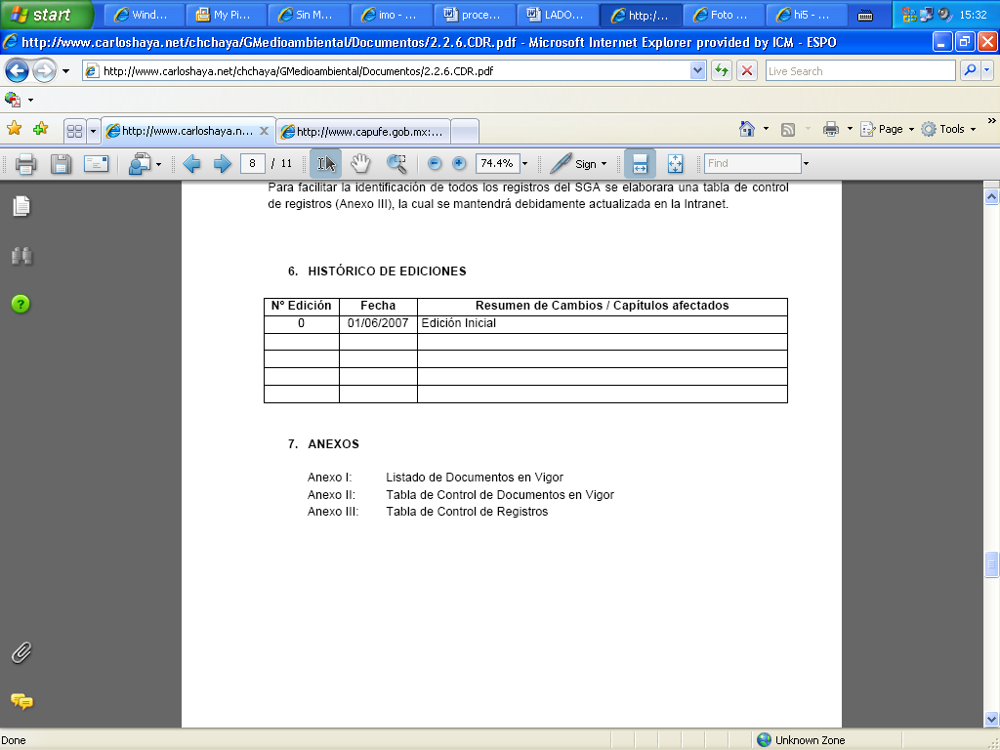 start
Wind...
My Pi...
Sin M...
imo - ...
proce...
LADO...
http:/...
Foto ...
hi5 - ...
15:32
http://www.carloshaya.net/chchaya/GMedioambiental/Documentos/2.2.6.CDR.pdf - Microsoft Internet Explorer provided by ICM - ESPO
http://www.carloshaya.net/chchaya/GMedioambiental/Documentos/2.2.6.CDR.pdf
Live Search
http://www.carloshaya.n...
http://www.capufe.gob.mx:...
Page
Tools
8 / 11
74.4%
Sign
Find
Para facilitar la identificación de todos los registros del SGA se elaborara una tabla de control
de registros (Anexo III), la cual se mantendrá debidamente actualizada en la Intranet.
6. HISTÓRICO DE EDICIONES
Nº Edición Fecha Resumen de Cambios / Capítulos afectados
0 01/06/2007 Edición Inicial
7. ANEXOS
Anexo I: Listado de Documentos en Vigor
Anexo II: Tabla de Control de Documentos en Vigor
Anexo III: Tabla de Control de Registros
Done
Unknown Zone